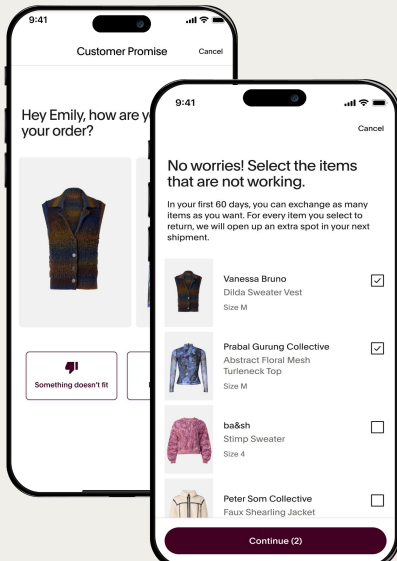 9:41
Customer Promise
Cancel
Hey Emily, how are
your order?
Something doesn't fit
9:41
Cancel
No worries! Select the items
that are not working.
In your first 60 days, you can exchange as many
items as you want. For every item you select to
return, we will open up an extra spot in your next
shipment.
Vanessa Bruno
Dilda Sweater Vest
Size M
Prabal Gurung Collective
Abstract Floral Mesh
Turleneck Top
Size M
ba&sh
Stimp Sweater
Size 4
Peter Som Collective
Faux Shearling Jacket
Continue (2)